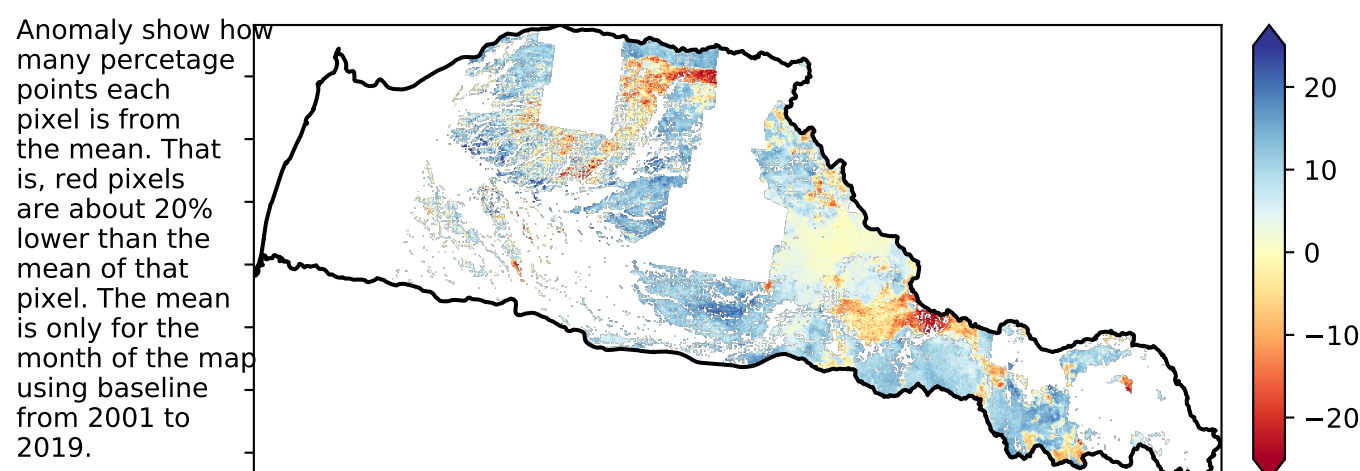 Anomaly show how
many percetage
points each
pixel is from
the mean. That
is, red pixels
are about 20%
lower than the
mean of that
pixel. The mean
is only for the
month of the map
using baseline
from 2001 to
2019.
20
10
0
−10
−20